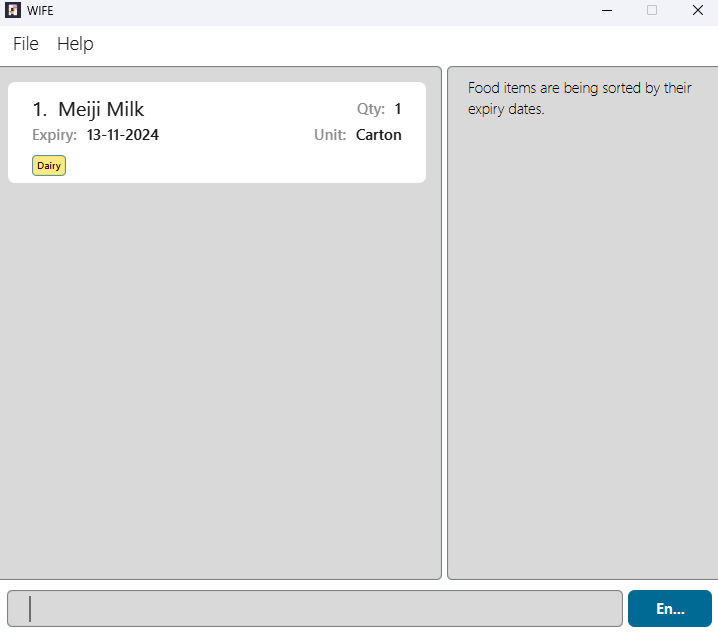 WIFE
File Help
1. Meiji Milk Qty: 1
Expiry: 13-11-2024 Unit: Carton
Dairy
Food items are being sorted by their
expiry dates.
En...